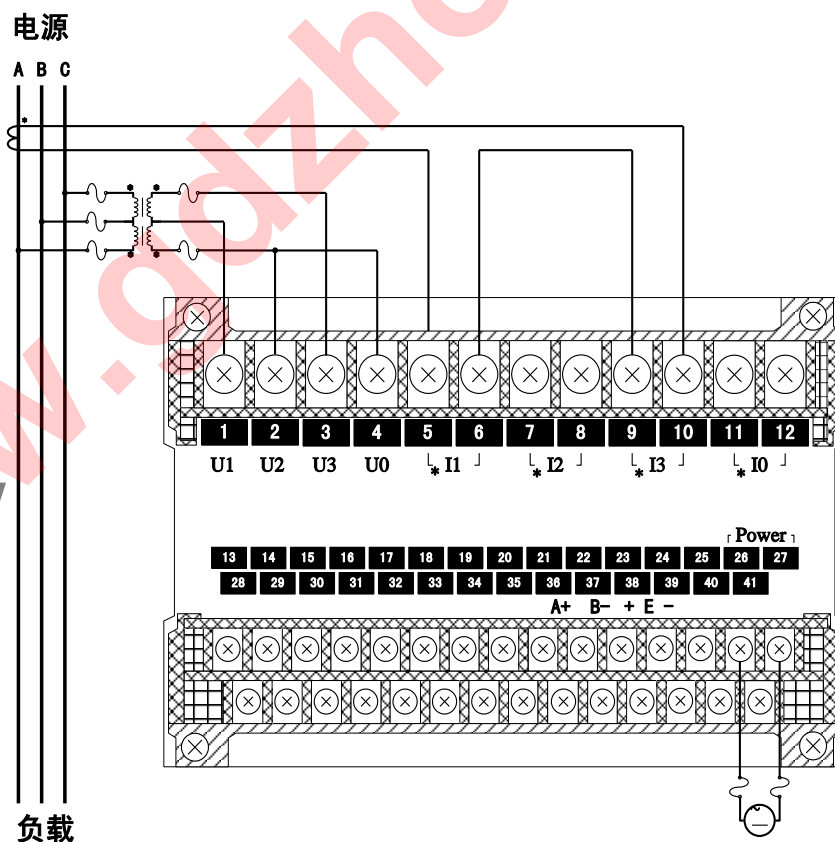 电源
A B C
www.gdzho
1 2 3 4 5 6 7 8 9 10 11 12
U1 U2 U3 U0 * I1 * I2 * I3 * I0
Power
13 14 15 16 17 18 19 20 21 22 23 24 25 26 27
28 29 30 31 32 33 34 35 36 37 38 39 40 41
A+ B- + E -
负载